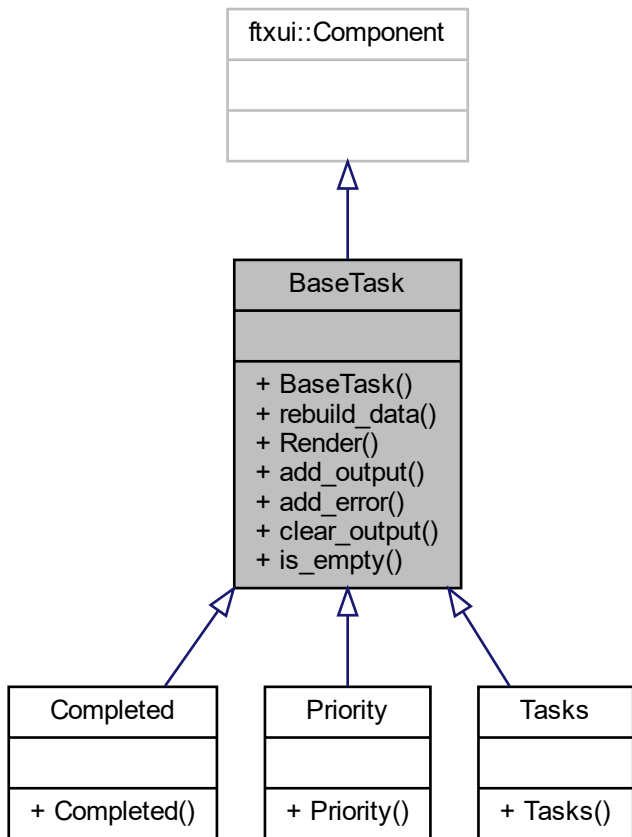 ftxui::Component
BaseTask
+ BaseTask()
+ rebuild_data()
+ Render()
+ add_output()
+ add_error()
+ clear_output()
+ is_empty()
Completed
+ Completed()
Priority
+ Priority()
Tasks
+ Tasks()